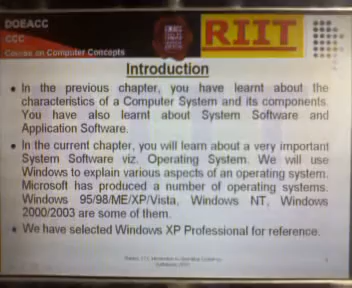 DOEACC
CCC
Course on Computer Concepts
RIIT
Introduction
• In the previous chapter, you have learnt about the
characteristics of a Computer System and its components.
You have also learnt about System Software and
Application Software.
• In the current chapter, you will learn about a very important
System Software viz. Operating System. We will use
Windows to explain various aspects of an operating system.
Microsoft has produced a number of operating systems.
Windows 95/98/ME/XP/Vista, Windows NT, Windows
2000/2003 are some of them.
• We have selected Windows XP Professional for reference.